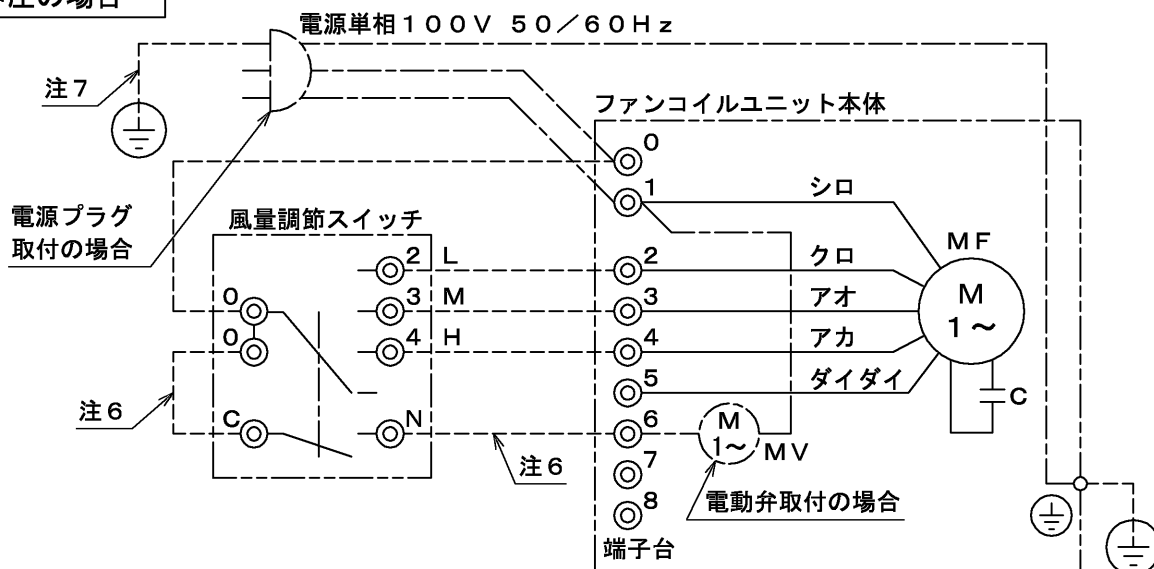 の場合
電源単相100V 50/60Hz
注7
ファンコイルユニット本体
0
1
シロ
電源プラグ
取付の場合
風量調節スイッチ
MF
2 L
2
クロ
M
1~
0
3 M
3
アオ
0
4 H
4
アカ
5
ダイダイ
C
注6
C
N
6
M
1~
MV
注6
7
電動弁取付の場合
8
端子台